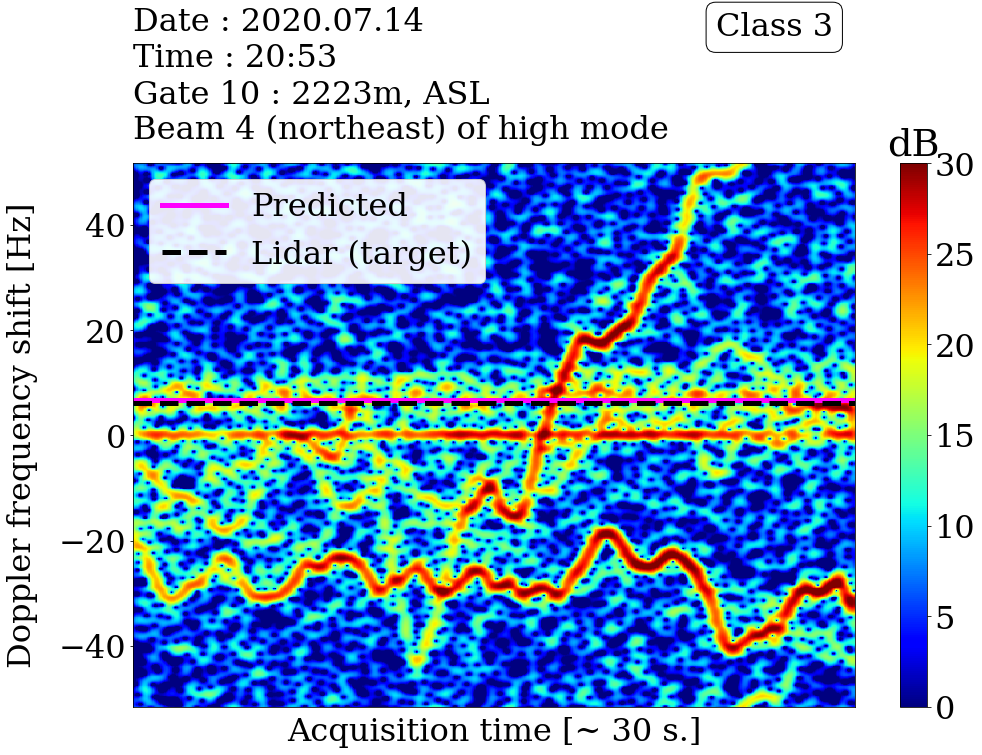 Date : 2020.07.14
Time : 20:53
Gate 10 : 2223m, ASL
Beam 4 (northeast) of high mode
Class 3
dB
Predicted
Lidar (target)
Doppler frequency shift [Hz]
40
20
0
−20
−40
Acquisition time [~ 30 s.]
30
25
20
15
10
5
0